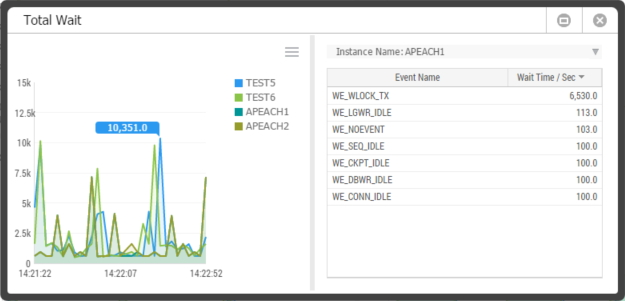 Total Wait
15k
12.5k
10k
7.5k
5k
2.5k
0
14:21:22
14:22:07
14:22:52
10,351.0
TEST5
TEST6
APEACH1
APEACH2
Instance Name: APEACH1
Event Name Wait Time / Sec
WE_WLOCK_TX 6,530.0
WE_LGWR_IDLE 113.0
WE_NOEVENT 103.0
WE_SEQ_IDLE 100.0
WE_CKPT_IDLE 100.0
WE_DBWR_IDLE 100.0
WE_CONN_IDLE 100.0